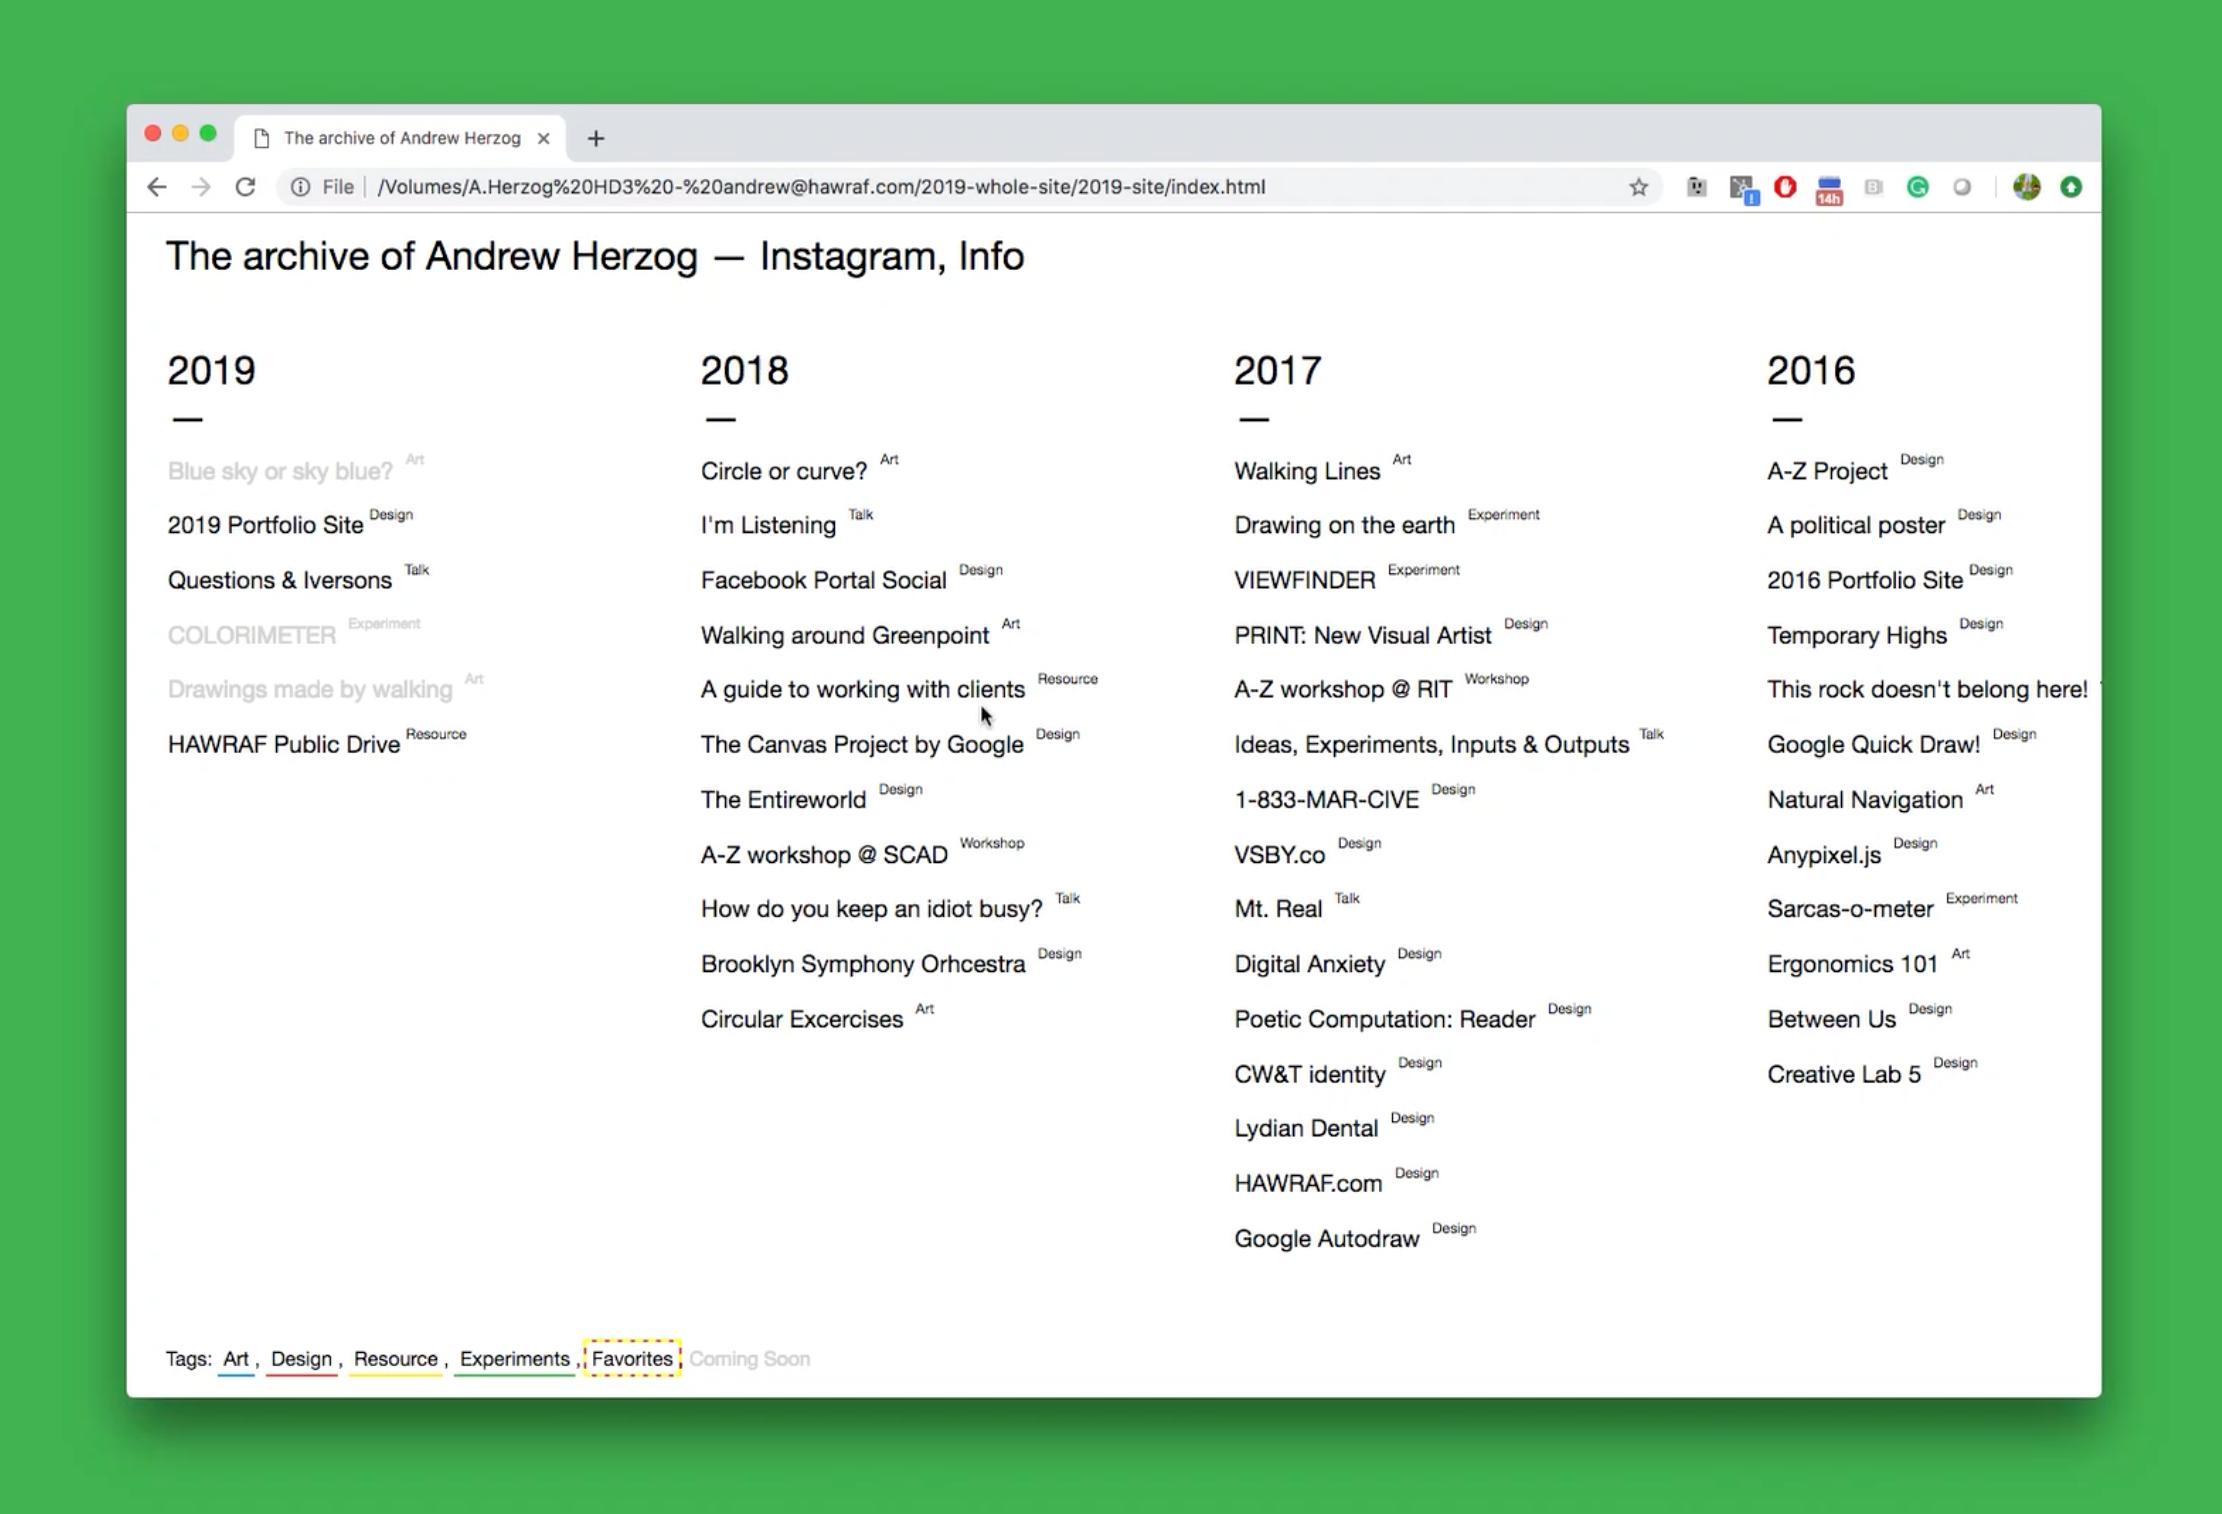 The archive of Andrew Herzog
File /Volumes/A.Herzog%20HD3%20-%20andrew@hawraf.com/2019-whole-site/2019-site/index.html
14h
The archive of Andrew Herzog — Instagram, Info
2019
—
Blue sky or sky blue? Art
2019 Portfolio Site Design
Questions & Iversons Talk
COLORIMETER Experiment
Drawings made by walking Art
HAWRAF Public Drive Resource
2018
—
Circle or curve? Art
I'm Listening Talk
Facebook Portal Social Design
Walking around Greenpoint Art
A guide to working with clients Resource
The Canvas Project by Google Design
The Entireworld Design
A-Z workshop @ SCAD Workshop
How do you keep an idiot busy? Talk
Brooklyn Symphony Orhcestra Design
Circular Excercises Art
2017
—
Walking Lines Art
Drawing on the earth Experiment
VIEWFINDER Experiment
PRINT: New Visual Artist Design
A-Z workshop @ RIT Workshop
Ideas, Experiments, Inputs & Outputs Talk
1-833-MAR-CIVE Design
VSBY.co Design
Mt. Real Talk
Digital Anxiety Design
Poetic Computation: Reader Design
CW&T identity Design
Lydian Dental Design
HAWRAF.com Design
Google Autodraw Design
2016
—
A-Z Project Design
A political poster Design
2016 Portfolio Site Design
Temporary Highs Design
This rock doesn't belong here!
Google Quick Draw! Design
Natural Navigation Art
Anypixel.js Design
Sarcas-o-meter Experiment
Ergonomics 101 Art
Between Us Design
Creative Lab 5 Design
Tags: Art , Design , Resource , Experiments , Favorites Coming Soon